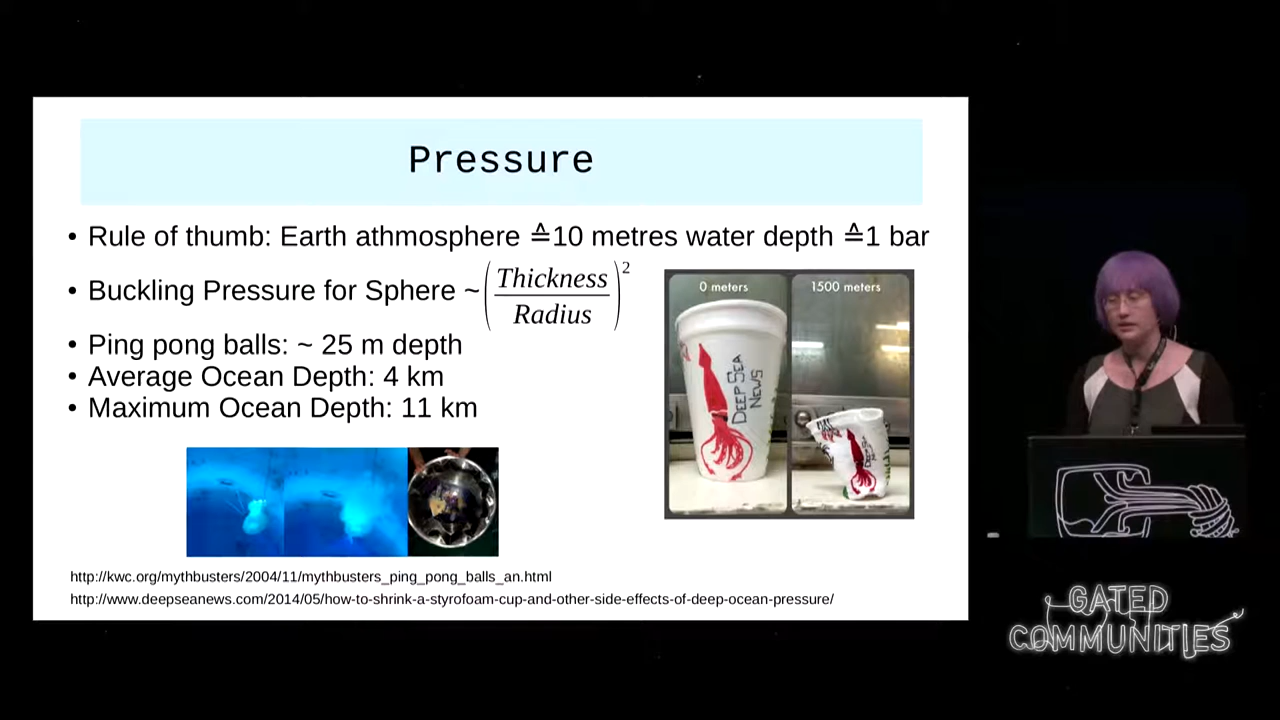 Pressure
• Rule of thumb: Earth athmosphere ≙10 metres water depth ≙1 bar
• Buckling Pressure for Sphere ~(Thickness/Radius)²
• Ping pong balls: ~ 25 m depth
• Average Ocean Depth: 4 km
• Maximum Ocean Depth: 11 km
0 meters
1500 meters
DEEP SEA
NEWS
http://kwc.org/mythbusters/2004/11/mythbusters_ping_pong_balls_an.html
http://www.deepseanews.com/2014/05/how-to-shrink-a-styrofoam-cup-and-other-side-effects-of-deep-ocean-pressure/
GATED
COMMUNITIES